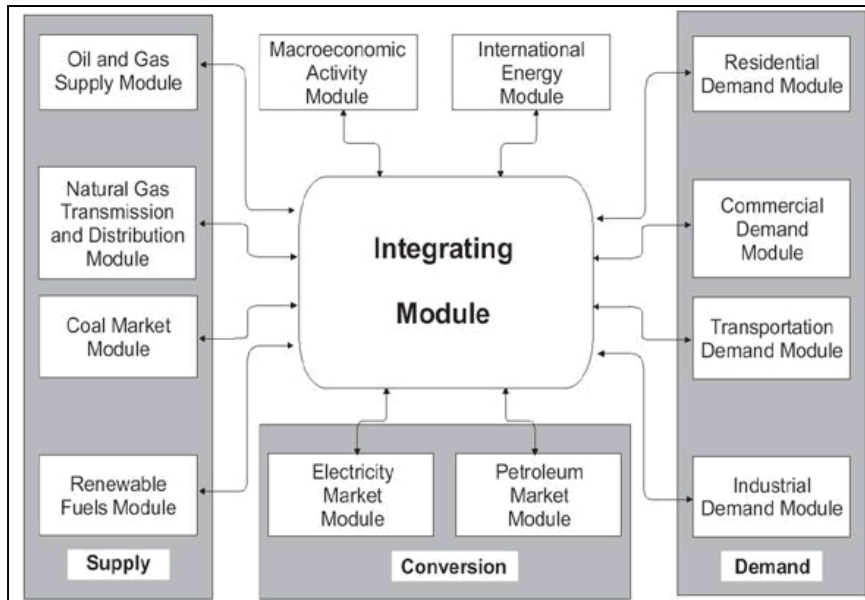 Oil and Gas
Supply Module
Macroeconomic
Activity
Module
International
Energy
Module
Residential
Demand Module
Natural Gas
Transmission
and Distribution
Module
Commercial
Demand
Module
Integrating
Module
Coal Market
Module
Transportation
Demand Module
Renewable
Fuels Module
Electricity
Market
Module
Petroleum
Market
Module
Industrial
Demand Module
Supply
Conversion
Demand